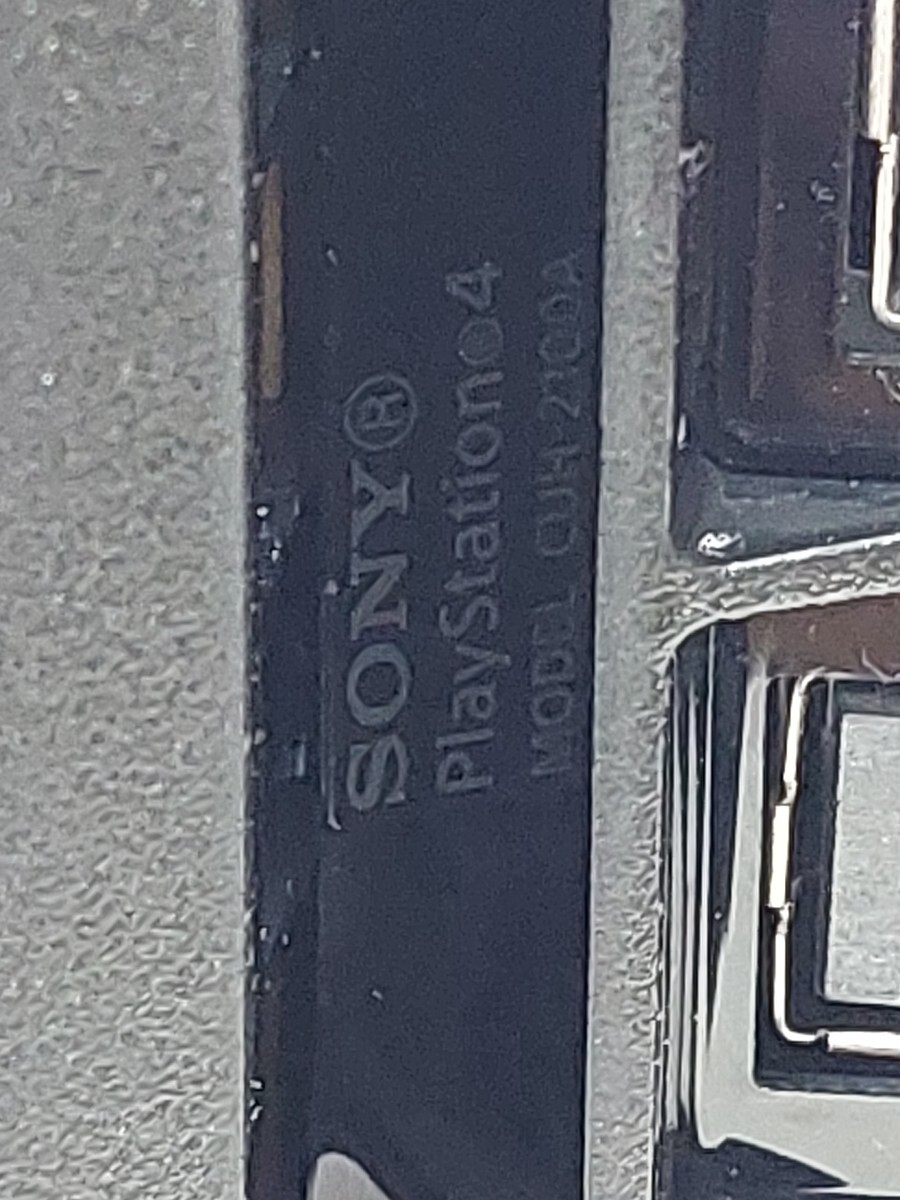 SONY®
PlayStation®4
MODEL CUH-2100A